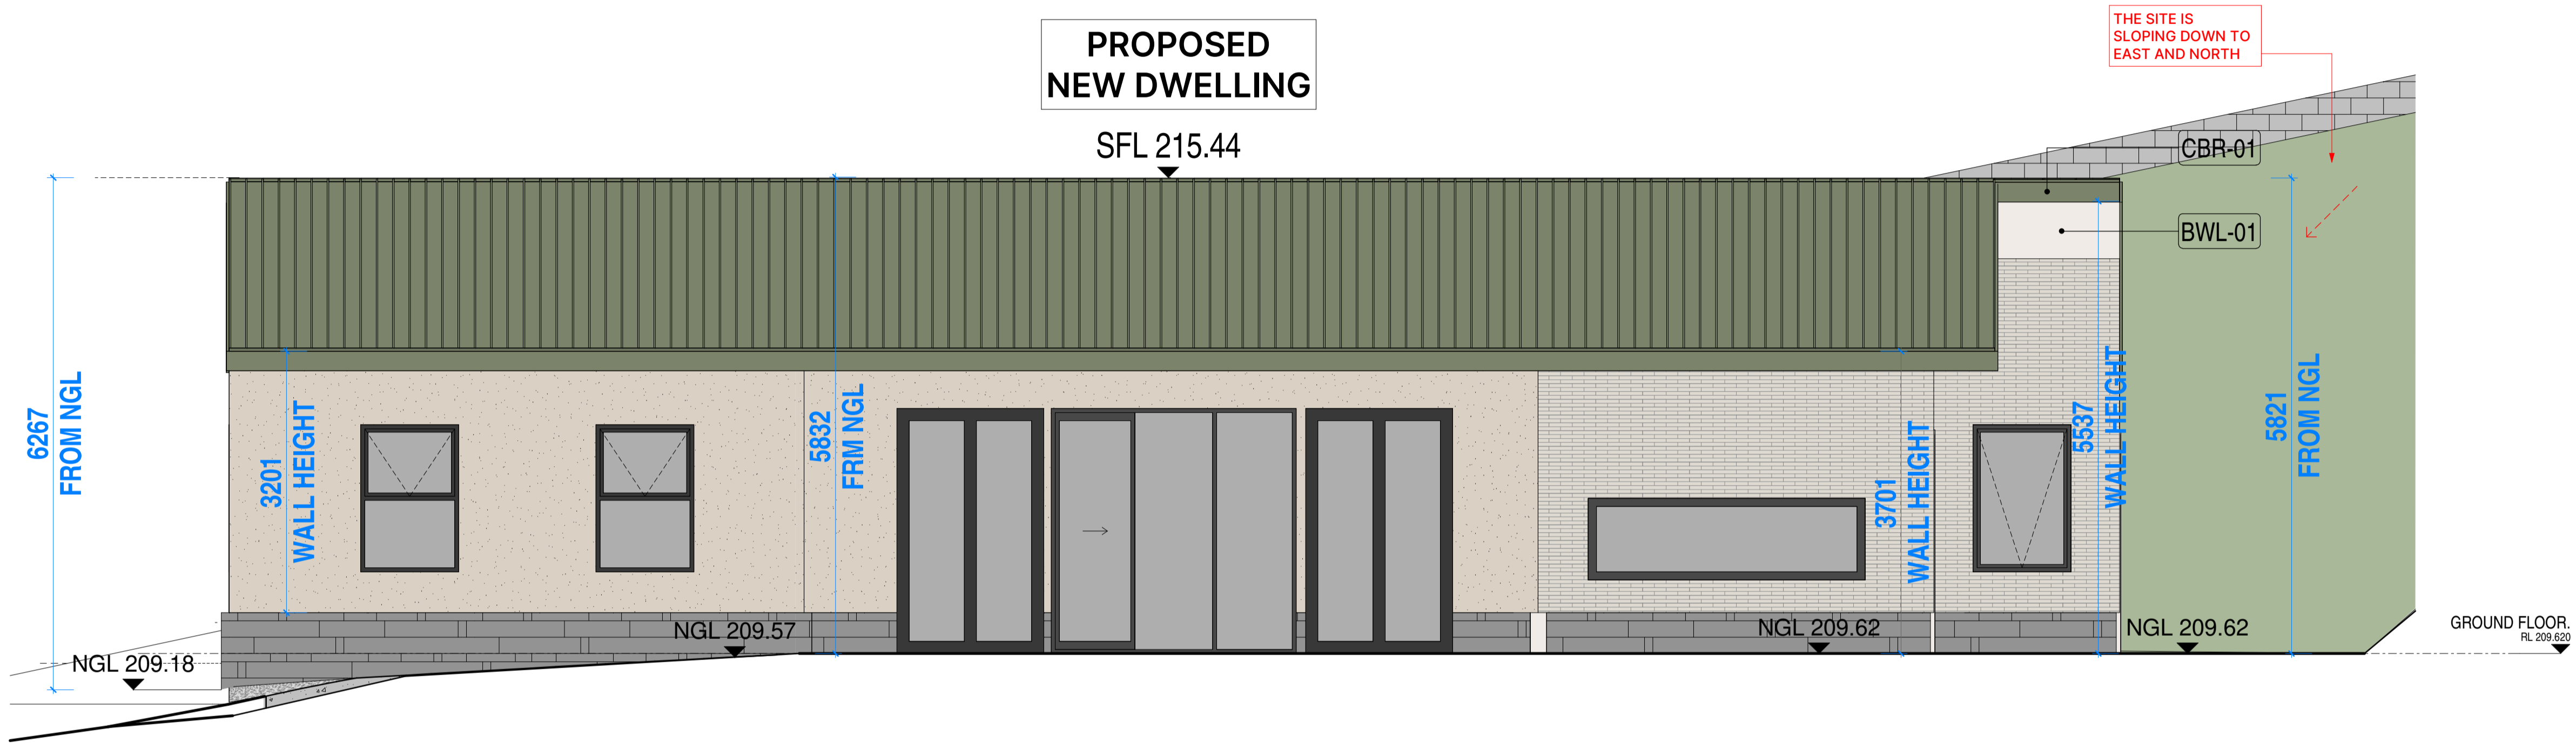 PROPOSED
NEW DWELLING
THE SITE IS
SLOPING DOWN TO
EAST AND NORTH
SFL 215.44
CBR-01
BWL-01
6267
FROM NGL
3201
WALL HEIGHT
5832
FRM NGL
3701
WALL HEIGHT
5537
WALL HEIGHT
5821
FROM NGL
NGL 209.18
NGL 209.57
NGL 209.62
NGL 209.62
GROUND FLOOR.
RL 209.620